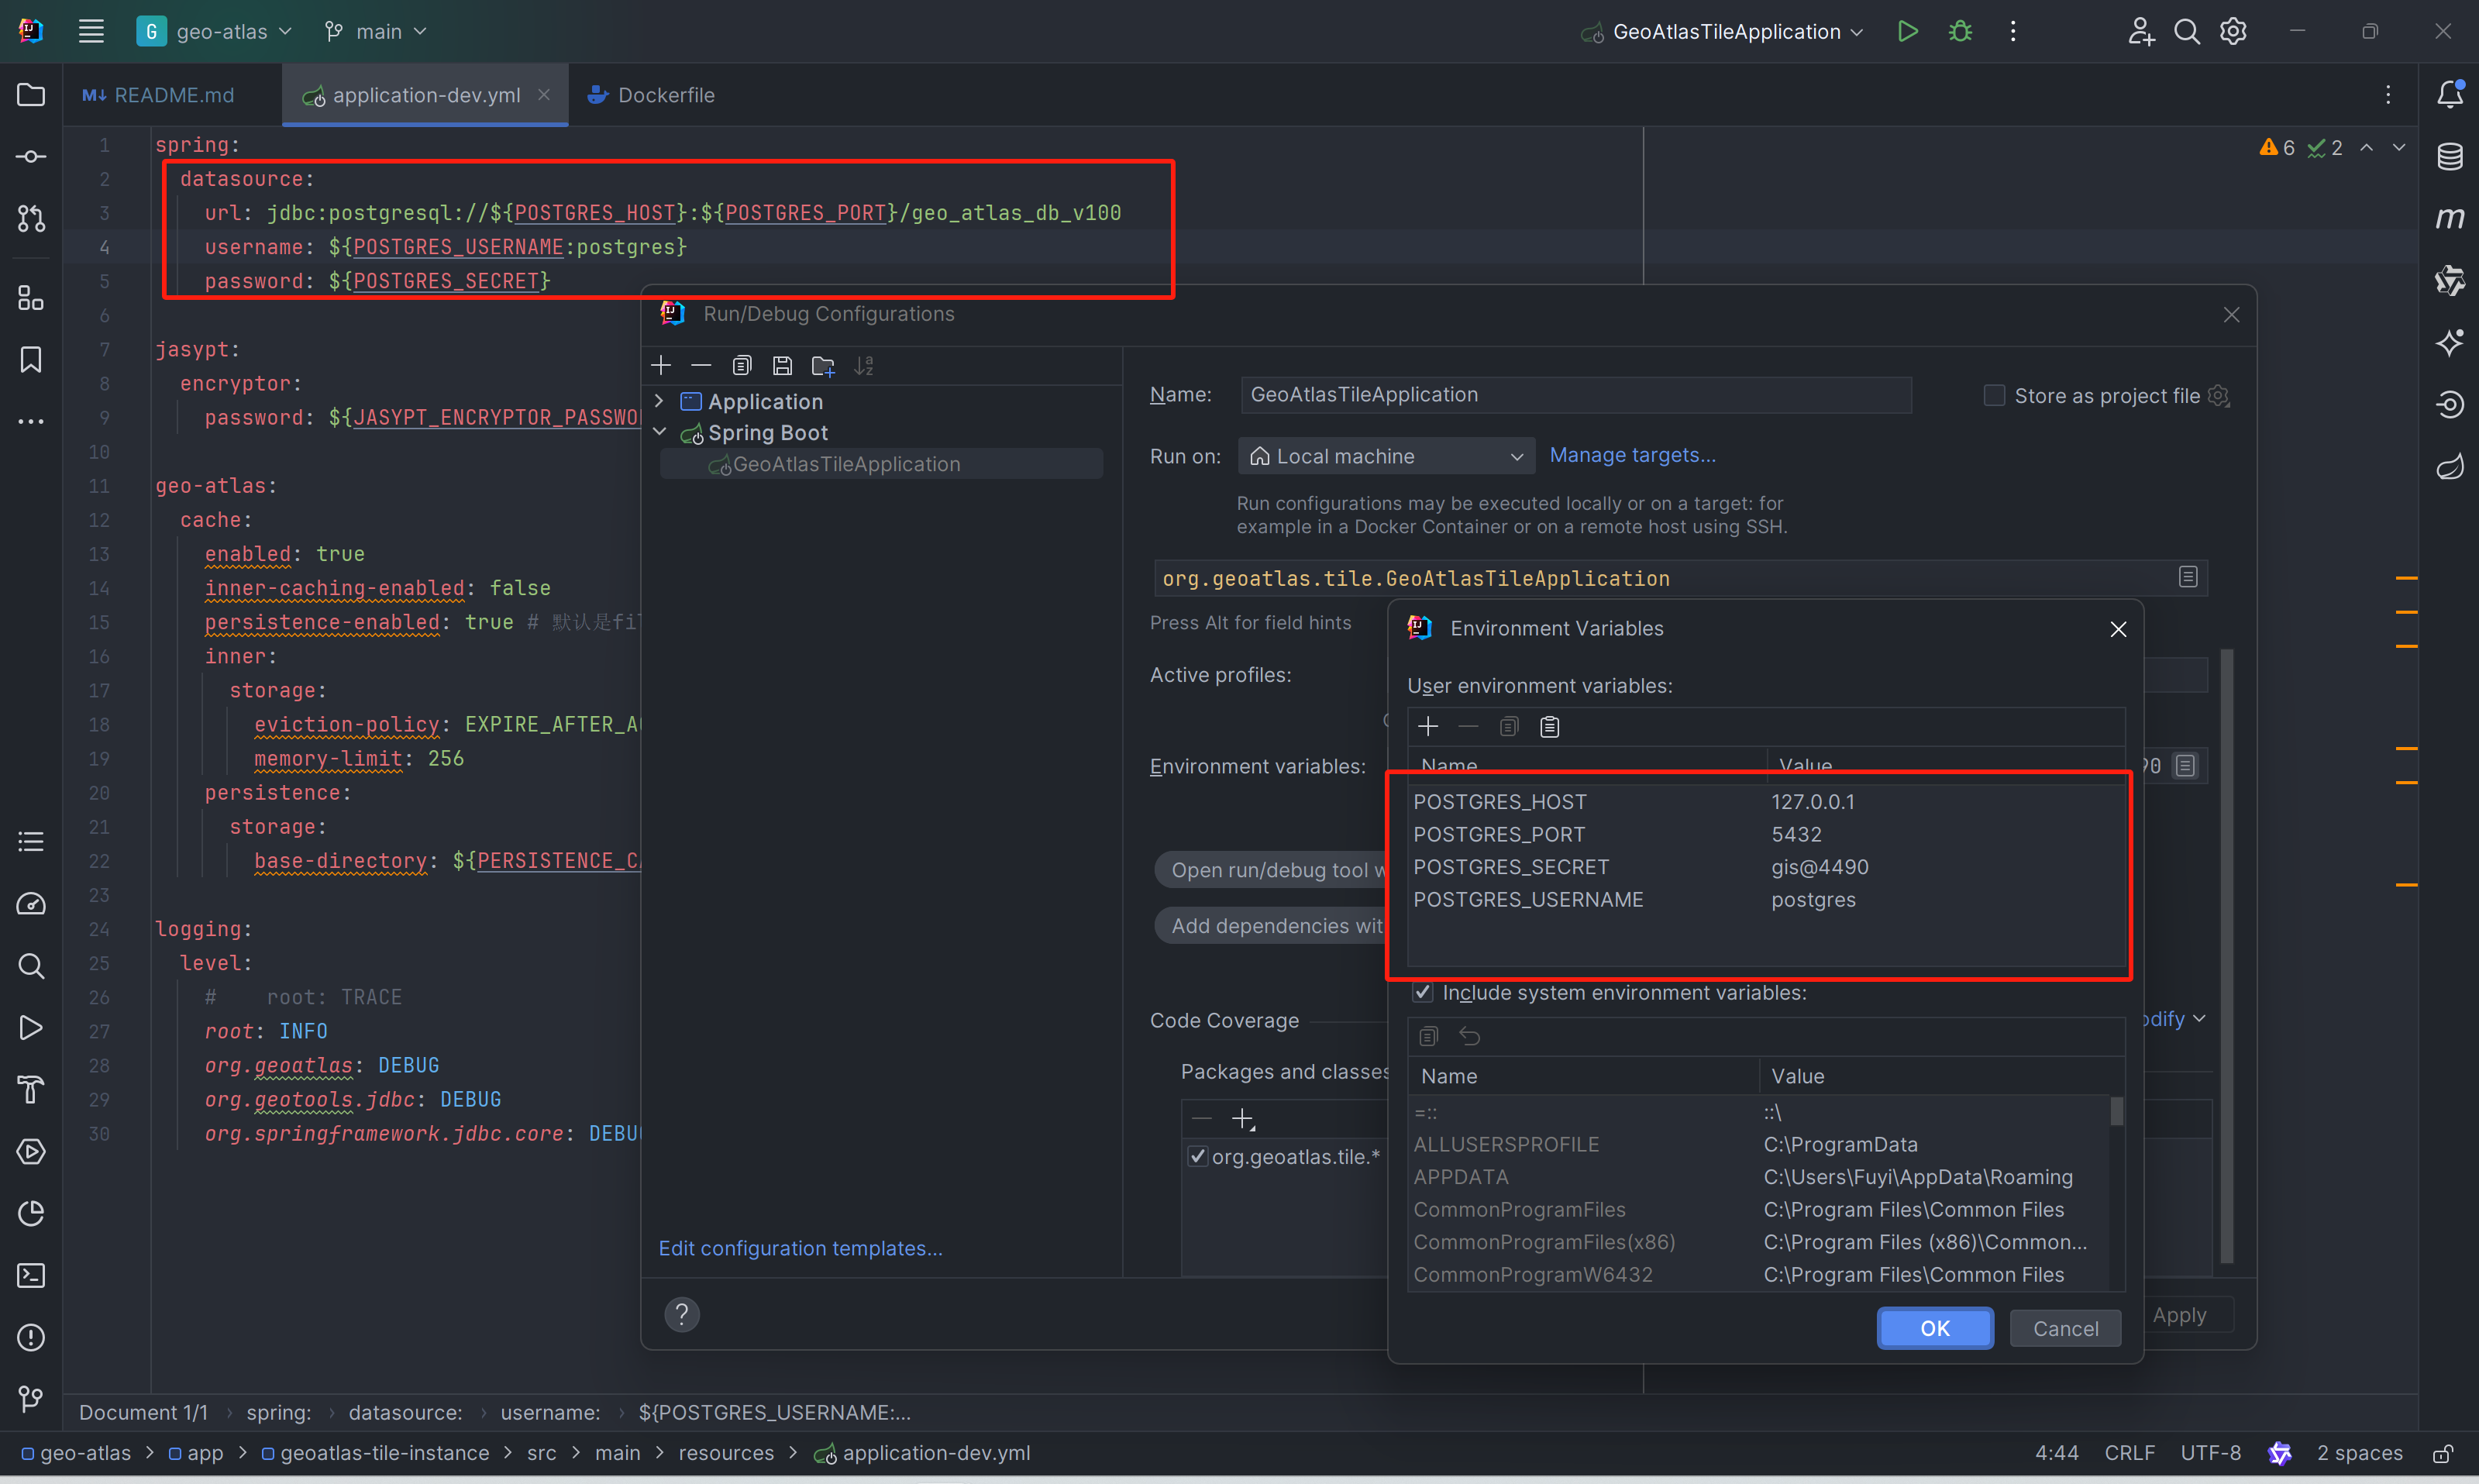 G geo-atlas main GeoAtlasTileApplication
README.md application-dev.yml Dockerfile
6 2
1 spring:
2 datasource:
3 url: jdbc:postgresql://${POSTGRES_HOST}:${POSTGRES_PORT}/geo_atlas_db_v100
4 username: ${POSTGRES_USERNAME:postgres}
5 password: ${POSTGRES_SECRET}
6
7 jasypt:
8 encryptor:
9 password: ${JASYPT_ENCRYPTOR_PASSWO
10
11 geo-atlas:
12 cache:
13 enabled: true
14 inner-caching-enabled: false
15 persistence-enabled: true # 默认是fil
16 inner:
17 storage:
18 eviction-policy: EXPIRE_AFTER_A
19 memory-limit: 256
20 persistence:
21 storage:
22 base-directory: ${PERSISTENCE_C
23
24 logging:
25 level:
26 # root: TRACE
27 root: INFO
28 org.geoatlas: DEBUG
29 org.geotools.jdbc: DEBUG
30 org.springframework.jdbc.core: DEBU
Run/Debug Configurations
Application
Spring Boot
GeoAtlasTileApplication
Edit configuration templates...
?
Name: GeoAtlasTileApplication Store as project file
Run on: Local machine Manage targets...
Run configurations may be executed locally or on a target: for
example in a Docker Container or on a remote host using SSH.
org.geoatlas.tile.GeoAtlasTileApplication
Press Alt for field hints
Active profiles:
Environment variables: 90
Open run/debug tool w
Add dependencies wit
Code Coverage odify
Packages and classes
org.geoatlas.tile.*
Apply
Environment Variables
User environment variables:
Name Value
POSTGRES_HOST 127.0.0.1
POSTGRES_PORT 5432
POSTGRES_SECRET gis@4490
POSTGRES_USERNAME postgres
Include system environment variables:
Name Value
=:: ::\
ALLUSERSPROFILE C:\ProgramData
APPDATA C:\Users\Fuyi\AppData\Roaming
CommonProgramFiles C:\Program Files\Common Files
CommonProgramFiles(x86) C:\Program Files (x86)\Common...
CommonProgramW6432 C:\Program Files\Common Files
OK Cancel
Document 1/1 › spring: › datasource: › username: › ${POSTGRES_USERNAME:...
geo-atlas > app > geoatlas-tile-instance > src > main > resources > application-dev.yml 4:44 CRLF UTF-8 2 spaces